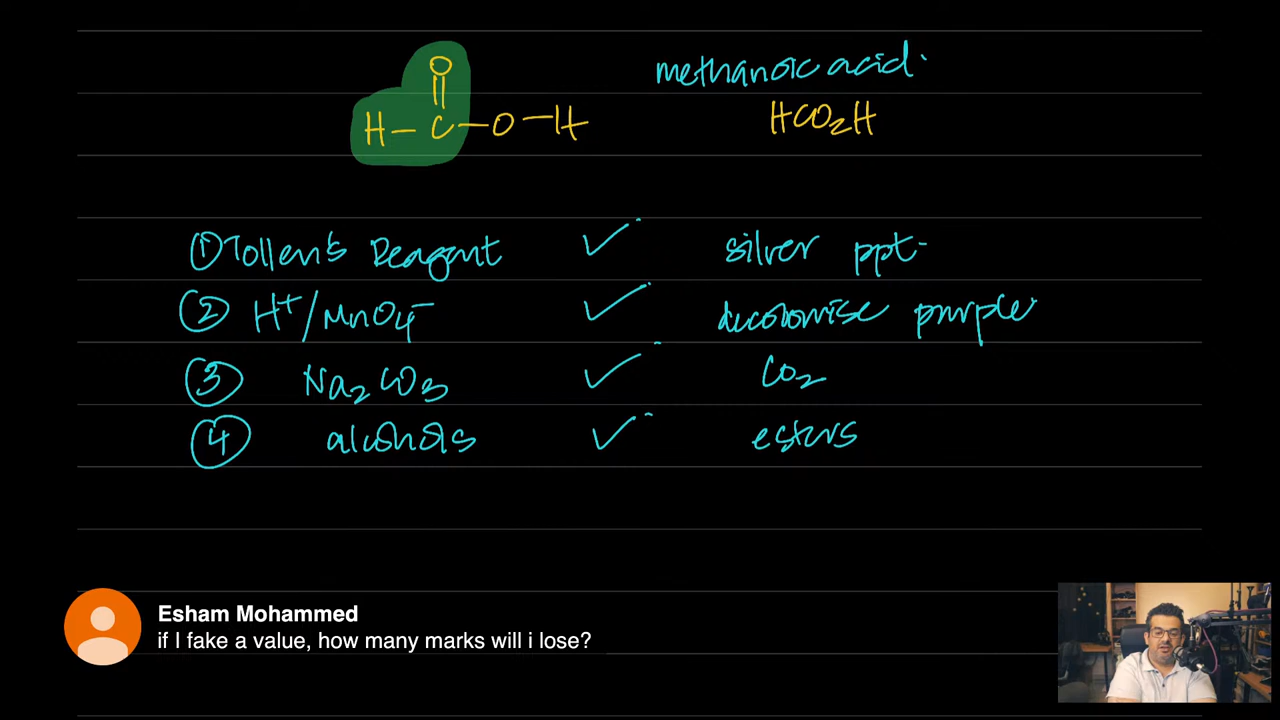 O
H – C – O – H
methanoic acid.
HCO₂H
① Tollen's Reagent ✓ silver ppt.
② H⁺/MnO₄⁻ ✓ decolourise purple.
③ Na₂CO₃ ✓ CO₂
④ alcohols ✓ esters
Esham Mohammed
if I fake a value, how many marks will i lose?